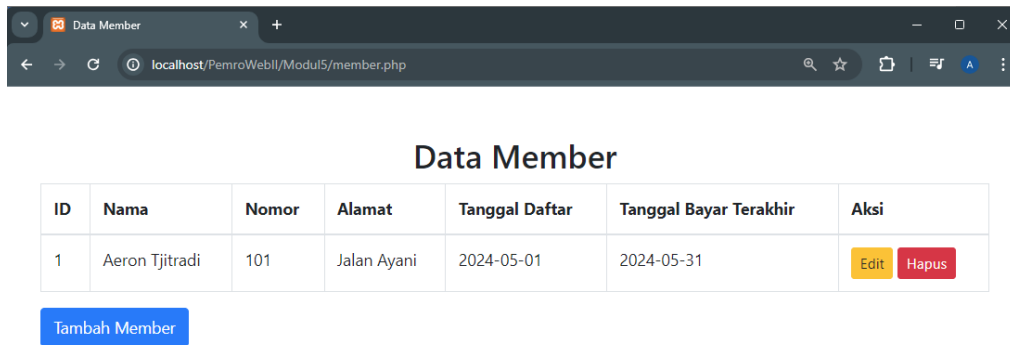 Data Member
localhost/PemroWebII/Modul5/member.php
A
Data Member
ID Nama Nomor Alamat Tanggal Daftar Tanggal Bayar Terakhir Aksi
1 Aeron Tjitradi 101 Jalan Ayani 2024-05-01 2024-05-31 Edit Hapus
Tambah Member